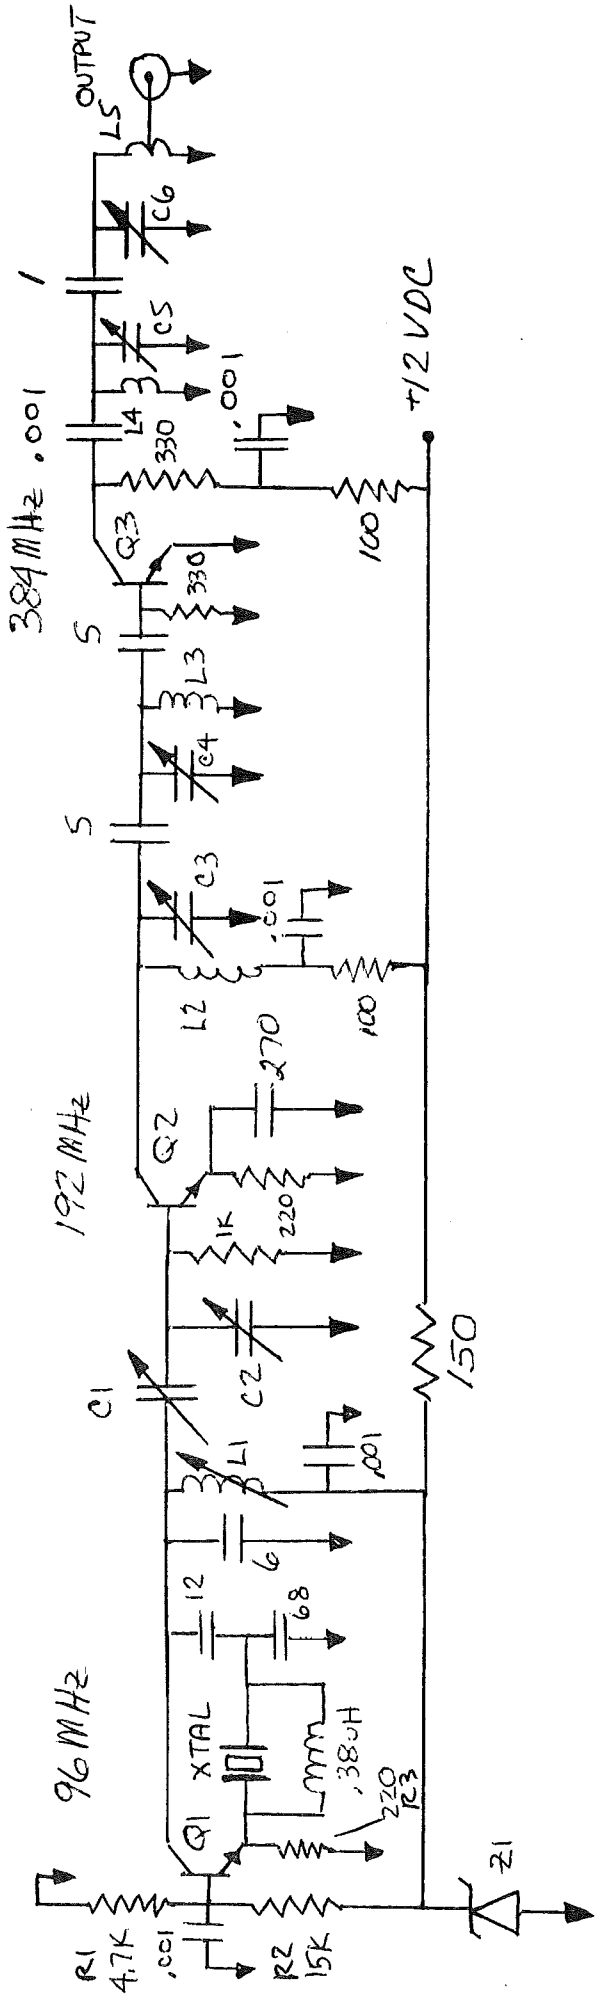 96 MHz
192 MHz
384 MHz
R1
4.7K
.001
R2
15K
Q1
XTAL
.38uH
220
R3
12
68
6
L1
.001
C1
C2
1K
Q2
220
270
150
Z1
L2
C3
.001
100
5
C4
L3
5
330
Q3
.001
330
L4
.001
100
C5
1
C6
L5
OUTPUT
+12 VDC